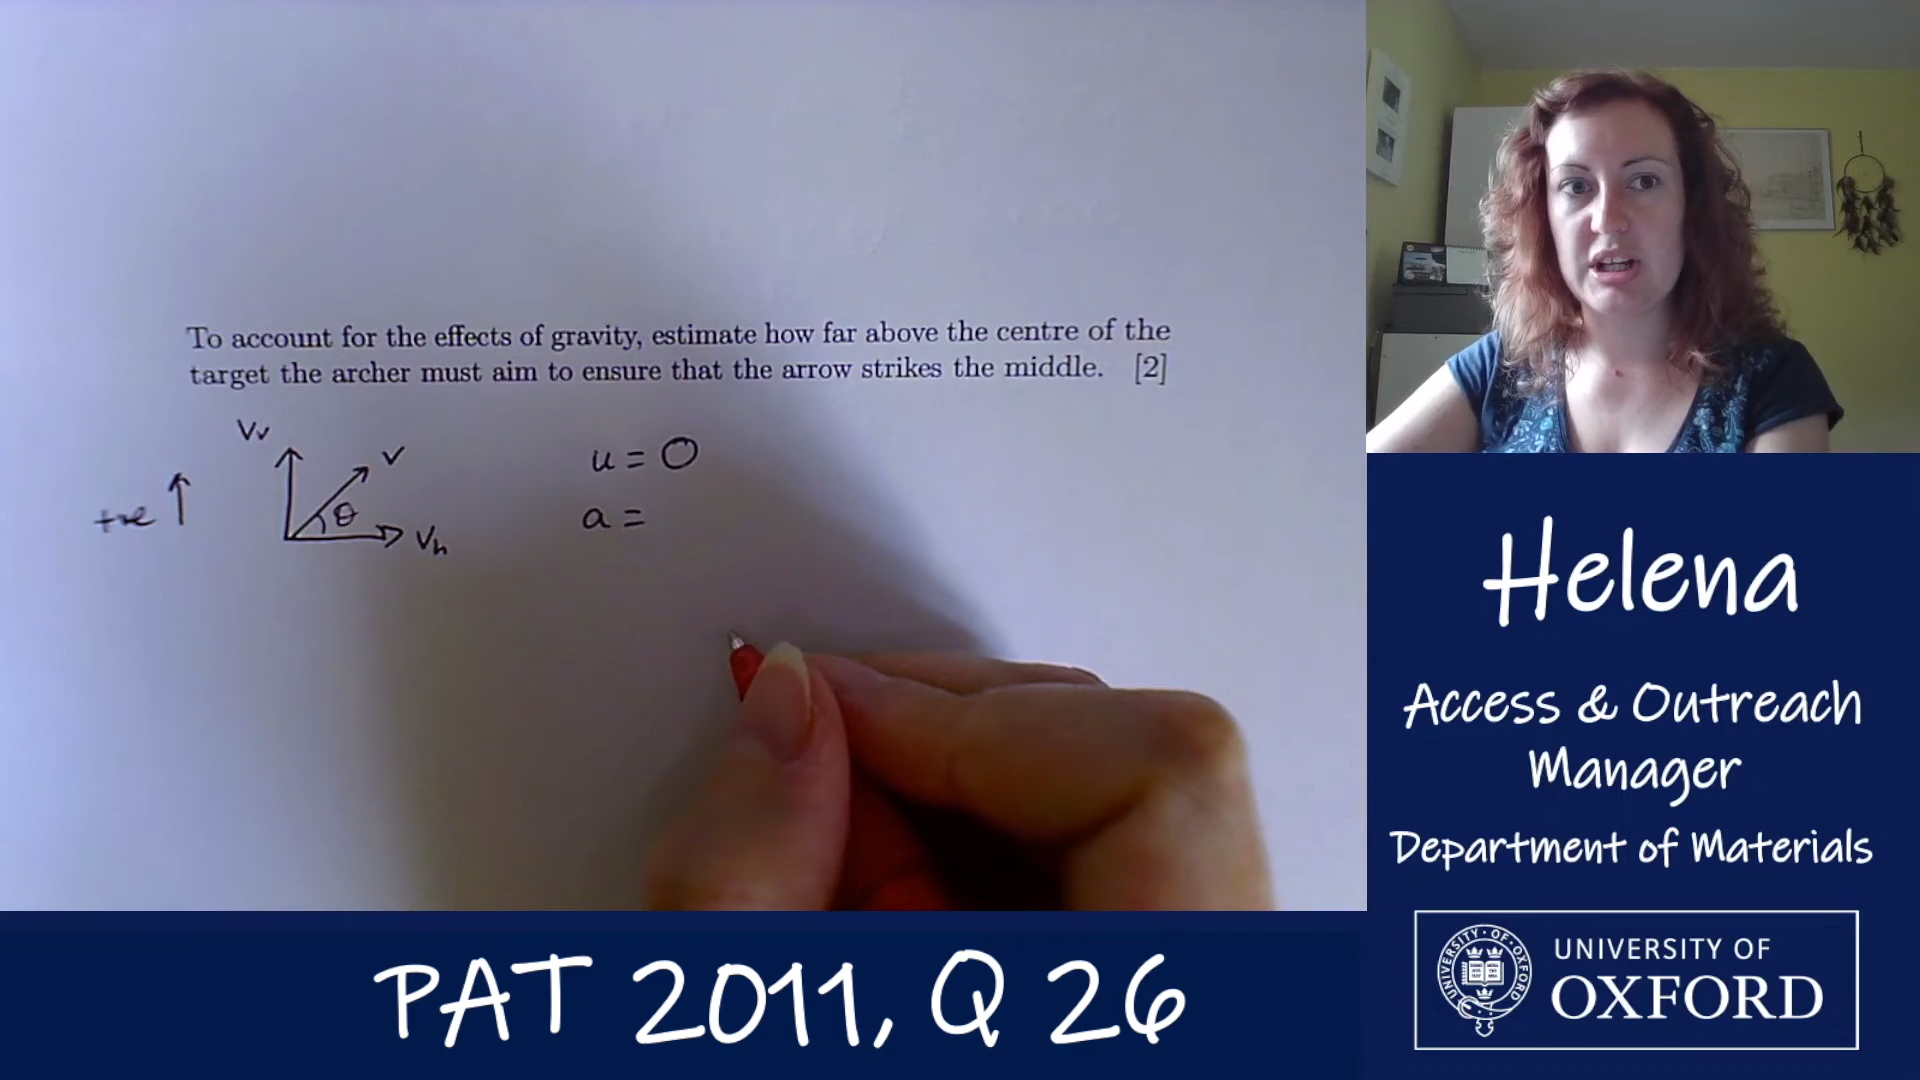 To account for the effects of gravity, estimate how far above the centre of the
target the archer must aim to ensure that the arrow strikes the middle. [2]
Vv
V
+ve
θ
Vh
u = 0
a =
Helena
Access & Outreach
Manager
Department of Materials
UNIVERSITY OF
OXFORD
PAT 2011, Q 26